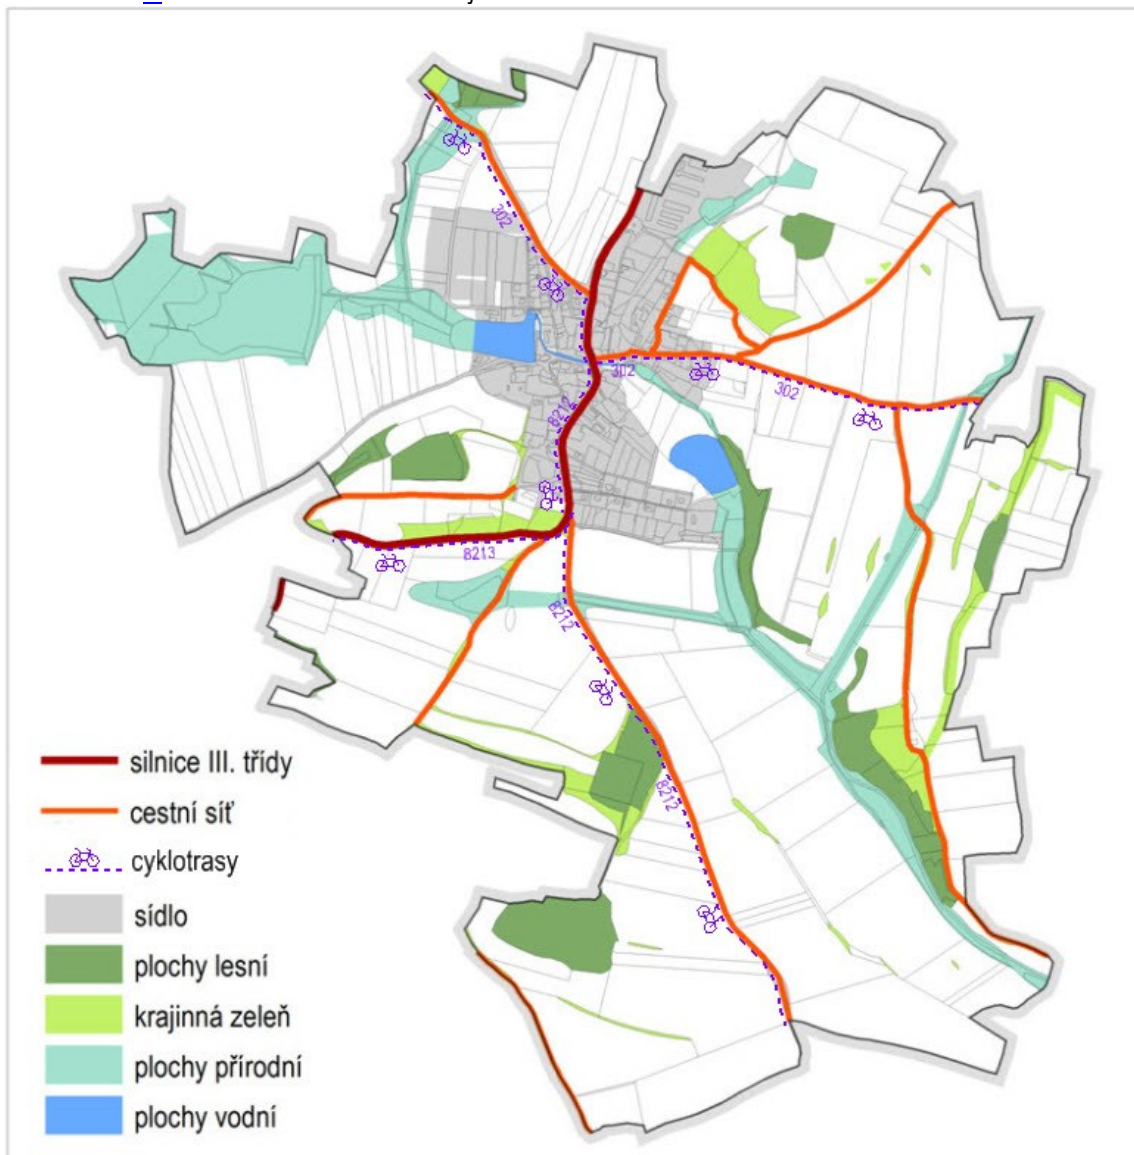 302
302
302
8212
8213
8212
8212
silnice III. třídy
cestní síť
cyklotrasy
sídlo
plochy lesní
krajinná zeleň
plochy přírodní
plochy vodní